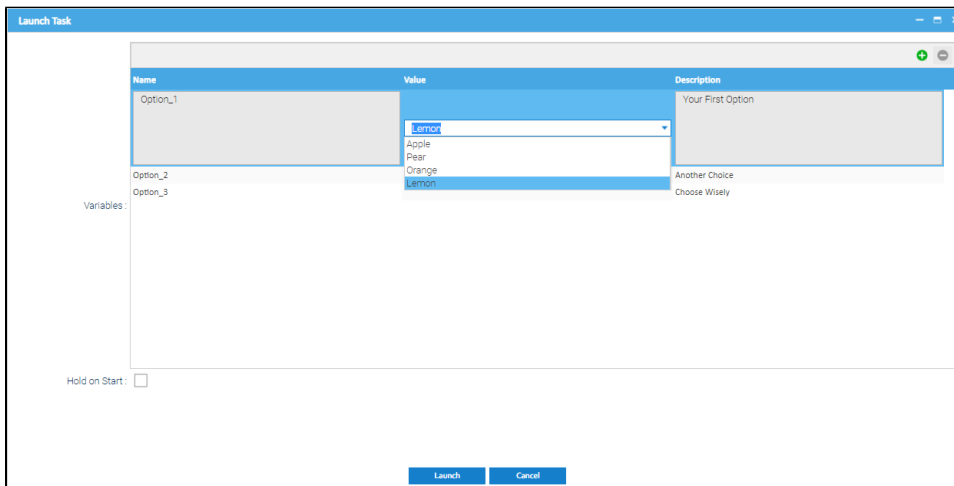 Launch Task
Name Value Description
Option_1 Your First Option
Lemon
Apple
Pear
Orange
Lemon
Option_2 Another Choice
Option_3 Choose Wisely
Variables :
Hold on Start :
Launch Cancel